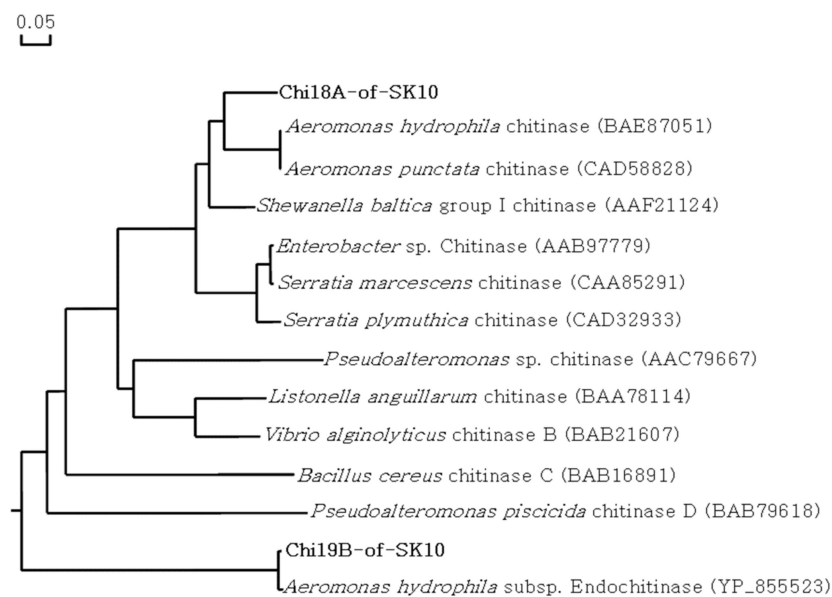 0.05
Chi18A-of-SK10
Aeromonas hydrophila chitinase (BAE87051)
Aeromonas punctata chitinase (CAD58828)
Shewanella baltica group I chitinase (AAF21124)
Enterobacter sp. Chitinase (AAB97779)
Serratia marcescens chitinase (CAA85291)
Serratia plymuthica chitinase (CAD32933)
Pseudoalteromonas sp. chitinase (AAC79667)
Listonella anguillarum chitinase (BAA78114)
Vibrio alginolyticus chitinase B (BAB21607)
Bacillus cereus chitinase C (BAB16891)
Pseudoalteromonas piscicida chitinase D (BAB79618)
Chi19B-of-SK10
Aeromonas hydrophila subsp. Endochitinase (YP_855523)